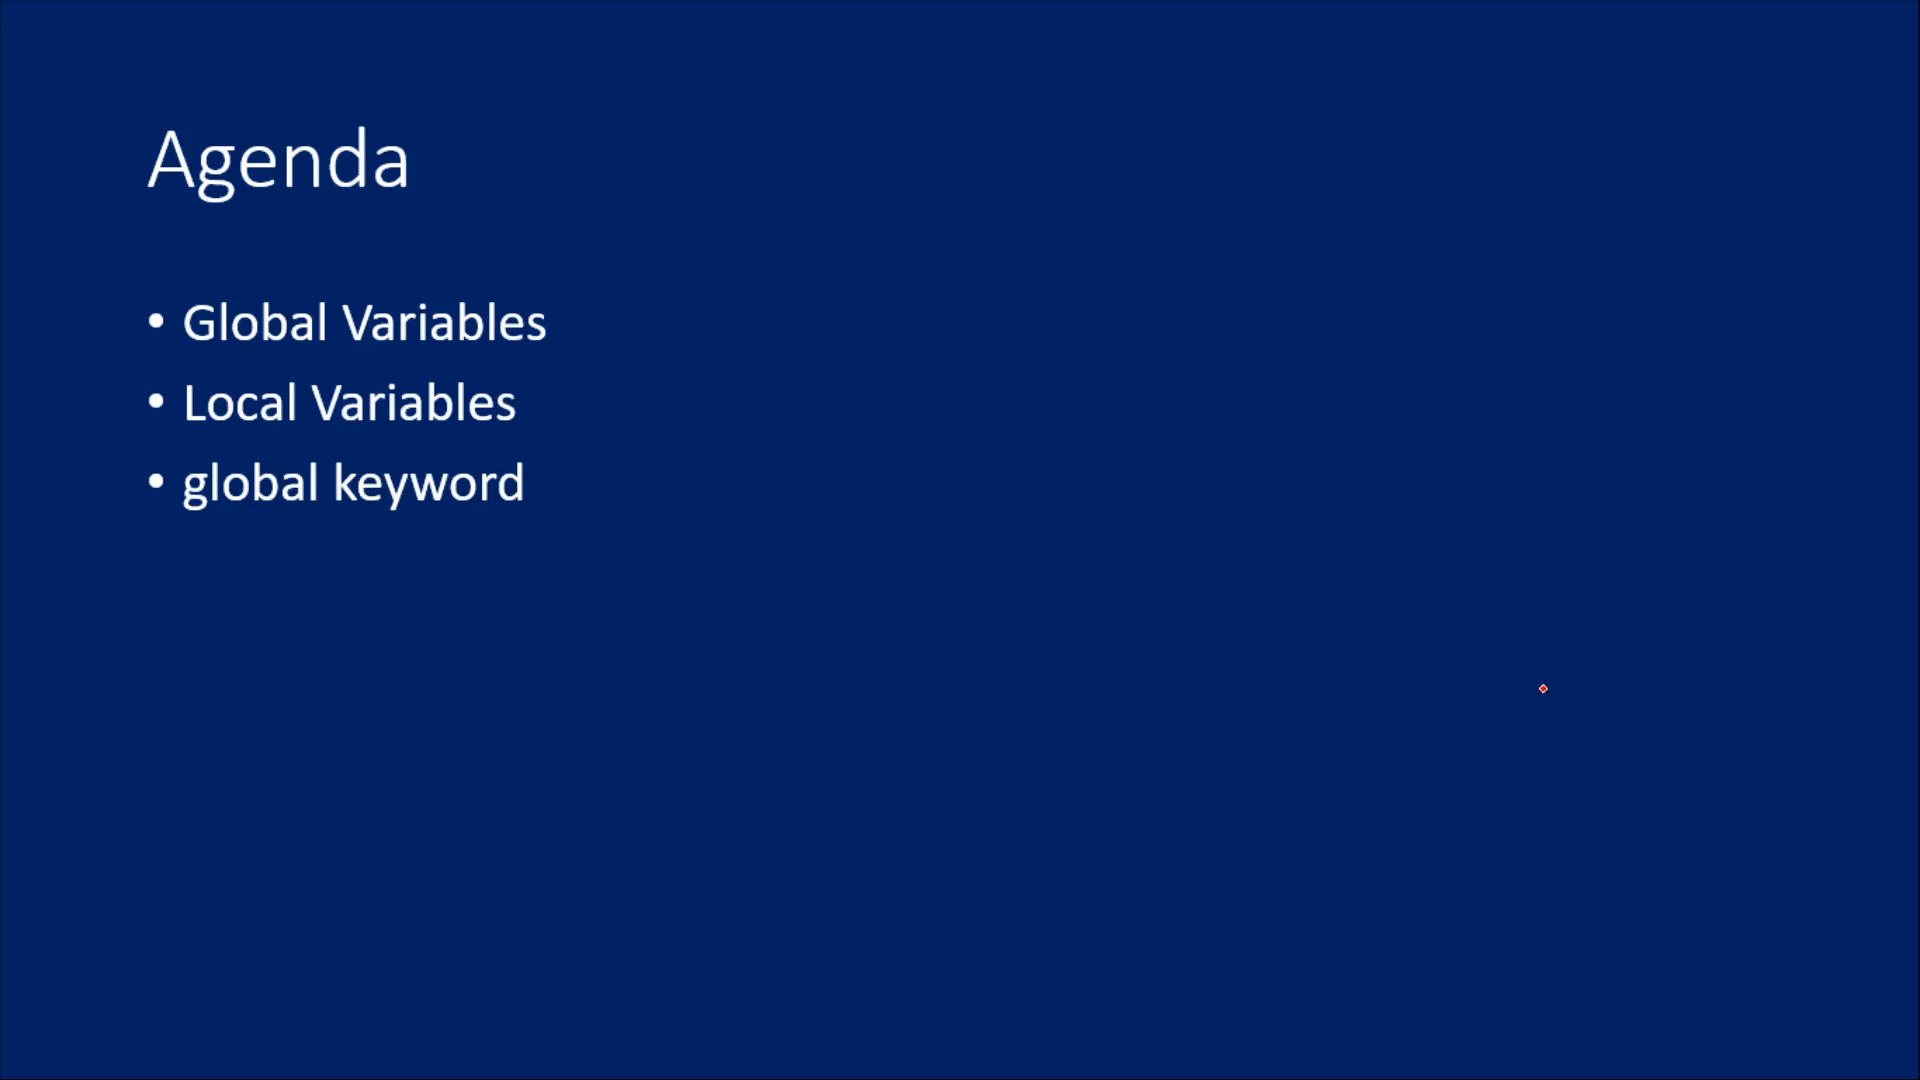 Agenda
• Global Variables
• Local Variables
• global keyword